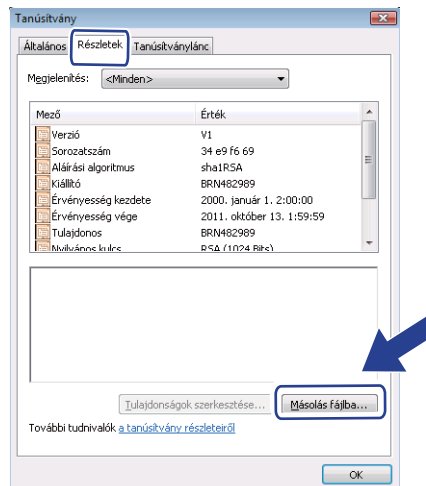 Tanúsítvány
Általános Részletek Tanúsítványlánc
Megjelenítés: <Minden>
Mező Érték
Verzió V1
Sorozatszám 34 e9 f6 69
Aláírási algoritmus sha1RSA
Kiállító BRN482989
Érvényesség kezdete 2000. január 1. 2:00:00
Érvényesség vége 2011. október 13. 1:59:59
Tulajdonos BRN482989
Nyilvános kulcs RSA (1024 Bits)
Tulajdonságok szerkesztése... Másolás fájlba...
További tudnivalók a tanúsítvány részleteiről
OK